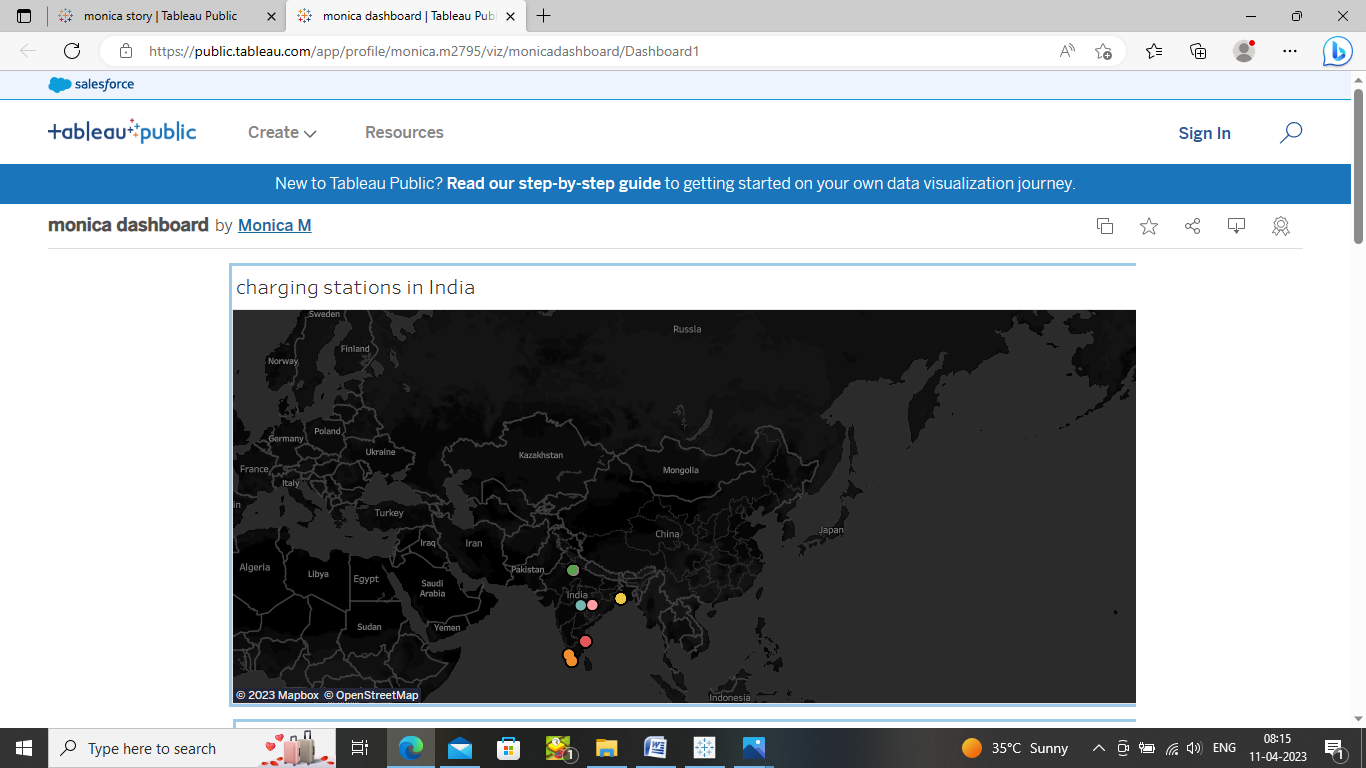 monica story | Tableau Public
monica dashboard | Tableau Pub
https://public.tableau.com/app/profile/monica.m2795/viz/monicadashboard/Dashboard1
salesforce
+ableau+public
Create
Resources
Sign In
New to Tableau Public? Read our step-by-step guide to getting started on your own data visualization journey.
monica dashboard by Monica M
charging stations in India
Sweden
Russia
Finland
Norway
Poland
Germany
Ukraine
Kazakhstan
France
Mongolia
Italy
in
Turkey
Japan
China
Iraq
Iran
Algeria
Pakistan
Libya
Egypt
Saudi
Arabia
India
Sudan
Yemen
© 2023 Mapbox © OpenStreetMap
Indonesia
Type here to search
1
35°C Sunny
ENG
08:15
11-04-2023
1